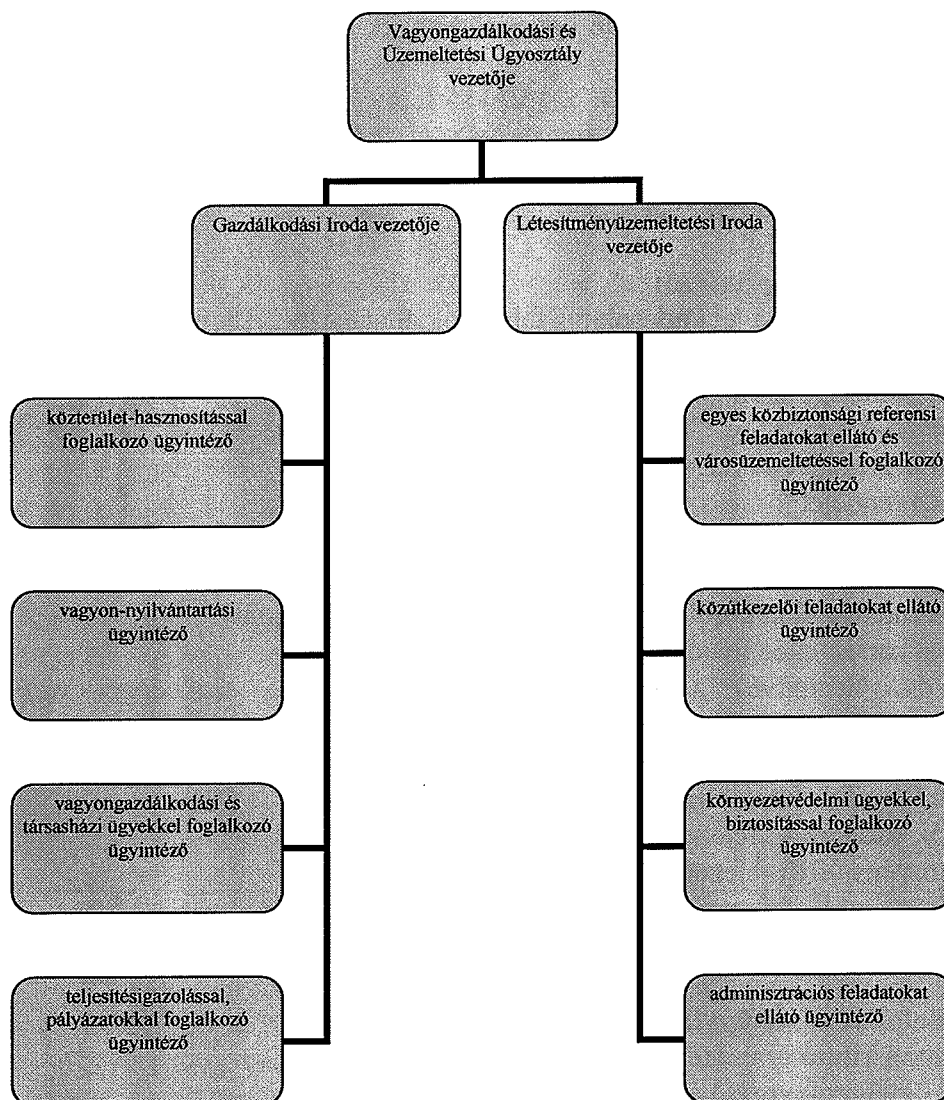 Vagyongazdálkodási és
Üzemeltetési Ügyosztály
vezetője
Gazdálkodási Iroda vezetője
Létesítményüzemeltetési Iroda
vezetője
közterület-hasznosítással
foglalkozó ügyintéző
egyes közbiztonsági referensi
feladatokat ellátó és
városüzemeltetéssel foglalkozó
ügyintéző
vagyon-nyilvántartási
ügyintéző
közútkezelői feladatokat ellátó
ügyintéző
vagyongazdálkodási és
társasházi ügyekkel foglalkozó
ügyintéző
környezetvédelmi ügyekkel,
biztosítással foglalkozó
ügyintéző
teljesítésigazolással,
pályázatokkal foglalkozó
ügyintéző
adminisztrációs feladatokat
ellátó ügyintéző